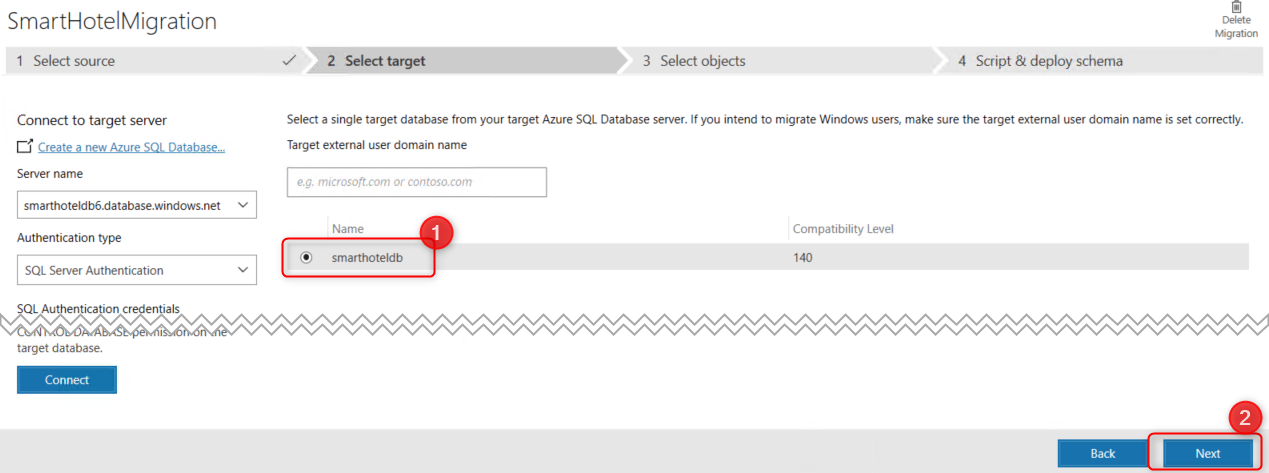 SmartHotelMigration
Delete
Migration
1 Select source
2 Select target
3 Select objects
4 Script & deploy schema
Connect to target server
Create a new Azure SQL Database...
Server name
smarthoteldb6.database.windows.net
Authentication type
SQL Server Authentication
SQL Authentication credentials
CONTROL DATABASE permission on the
target database.
Connect
Select a single target database from your target Azure SQL Database server. If you intend to migrate Windows users, make sure the target external user domain name is set correctly.
Target external user domain name
e.g. microsoft.com or contoso.com
Name
Compatibility Level
1
smarthoteldb
140
2
Back
Next